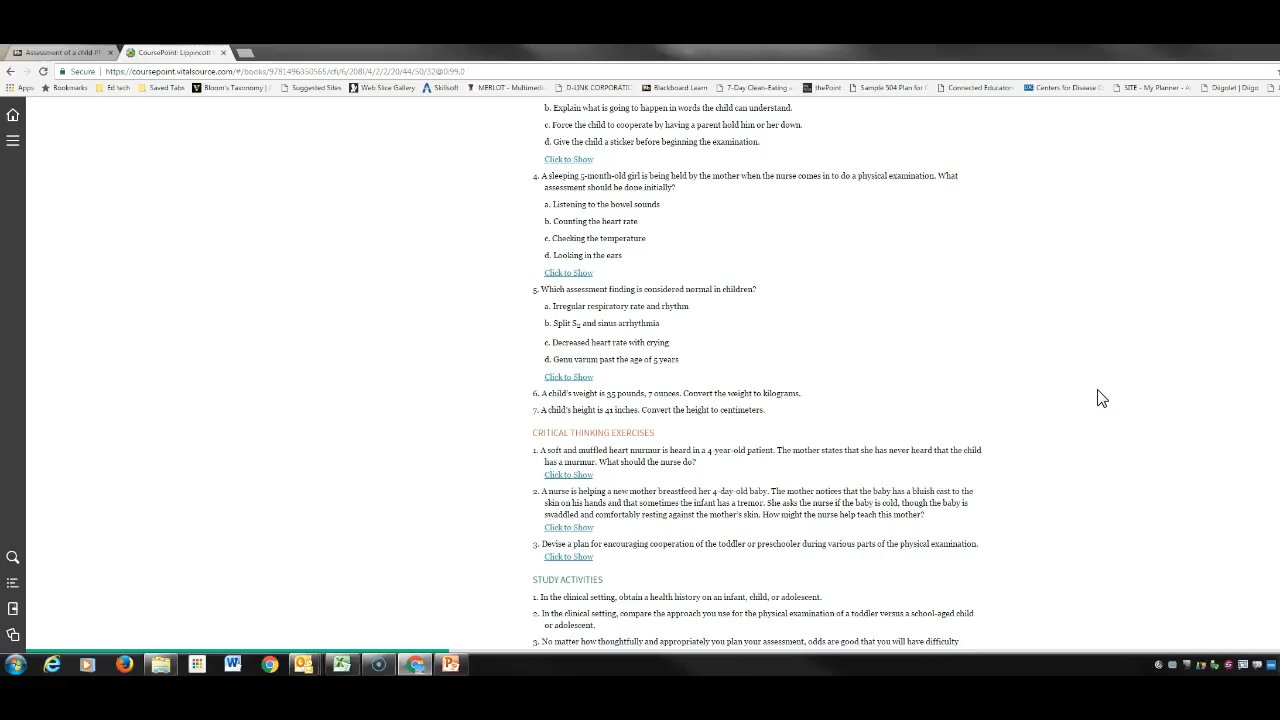 Assessment of a child P
CoursePoint: Lippincott
Secure
https://coursepoint.vitalsource.com/#/books/9781496350565/cfi/6/208!/4/2/2/20/44/50/32@0:99.0
Apps
Bookmarks
Ed tech
Saved Tabs
Bloom's Taxonomy |
Suggested Sites
Web Slice Gallery
Skillsoft
MERLOT - Multimedi
D-LINK CORPORATIO
Blackboard Learn
7-Day Clean-Eating
thePoint
Sample 504 Plan for
Connected Educator
Centers for Disease C
SITE - My Planner - A
Diigolet | Diigo
b. Explain what is going to happen in words the child can understand.
c. Force the child to cooperate by having a parent hold him or her down.
d. Give the child a sticker before beginning the examination.
Click to Show
4. A sleeping 5-month-old girl is being held by the mother when the nurse comes in to do a physical examination. What
assessment should be done initially?
a. Listening to the bowel sounds
b. Counting the heart rate
c. Checking the temperature
d. Looking in the ears
Click to Show
5. Which assessment finding is considered normal in children?
a. Irregular respiratory rate and rhythm
b. Split S2 and sinus arrhythmia
c. Decreased heart rate with crying
d. Genu varum past the age of 5 years
Click to Show
6. A child's weight is 35 pounds, 7 ounces. Convert the weight to kilograms.
7. A child's height is 41 inches. Convert the height to centimeters.
CRITICAL THINKING EXERCISES
1. A soft and muffled heart murmur is heard in a 4-year-old patient. The mother states that she has never heard that the child
has a murmur. What should the nurse do?
Click to Show
2. A nurse is helping a new mother breastfeed her 4-day-old baby. The mother notices that the baby has a bluish cast to the
skin on his hands and that sometimes the infant has a tremor. She asks the nurse if the baby is cold, though the baby is
swaddled and comfortably resting against the mother's skin. How might the nurse help teach this mother?
Click to Show
3. Devise a plan for encouraging cooperation of the toddler or preschooler during various parts of the physical examination.
Click to Show
STUDY ACTIVITIES
1. In the clinical setting, obtain a health history on an infant, child, or adolescent.
2. In the clinical setting, compare the approach you use for the physical examination of a toddler versus a school-aged child
or adolescent.
3. No matter how thoughtfully and appropriately you plan your assessment, odds are good that you will have difficulty